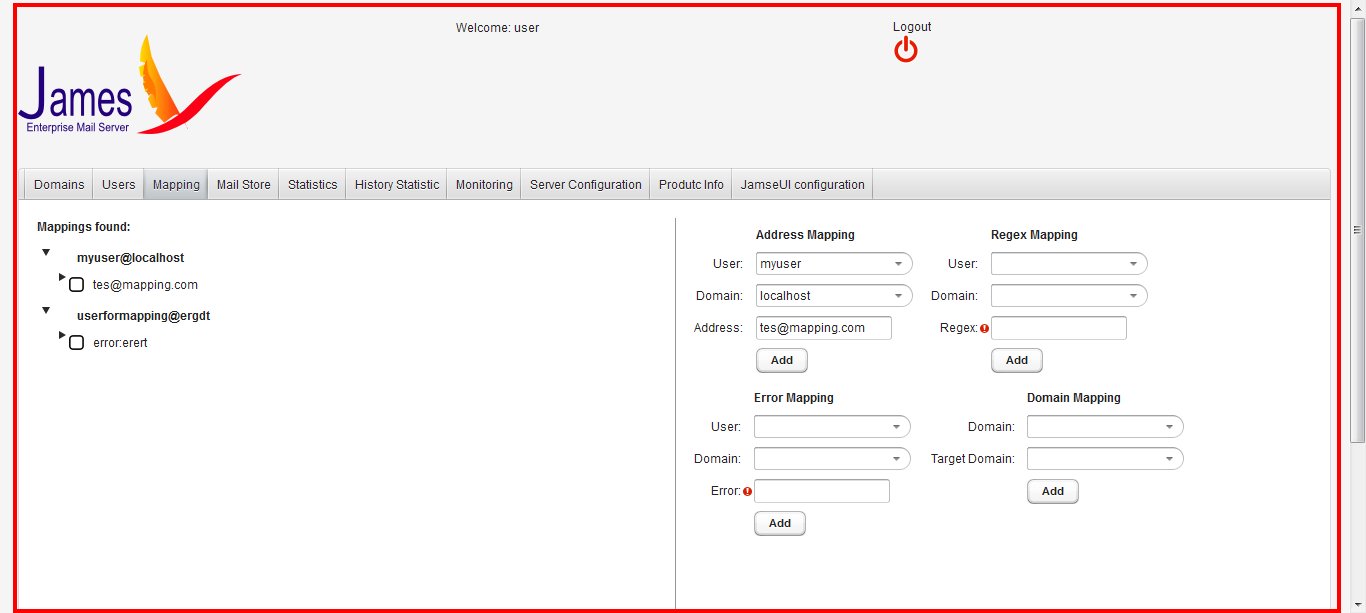 Welcome: user
Logout
James
Enterprise Mail Server
Domains Users Mapping Mail Store Statistics History Statistic Monitoring Server Configuration Produtc Info JamseUI configuration
Mappings found:
myuser@localhost
tes@mapping.com
userformapping@ergdt
error:erert
Address Mapping
User: myuser
Domain: localhost
Address: tes@mapping.com
Add
Regex Mapping
User:
Domain:
Regex:
Add
Error Mapping
User:
Domain:
Error:
Add
Domain Mapping
Domain:
Target Domain:
Add